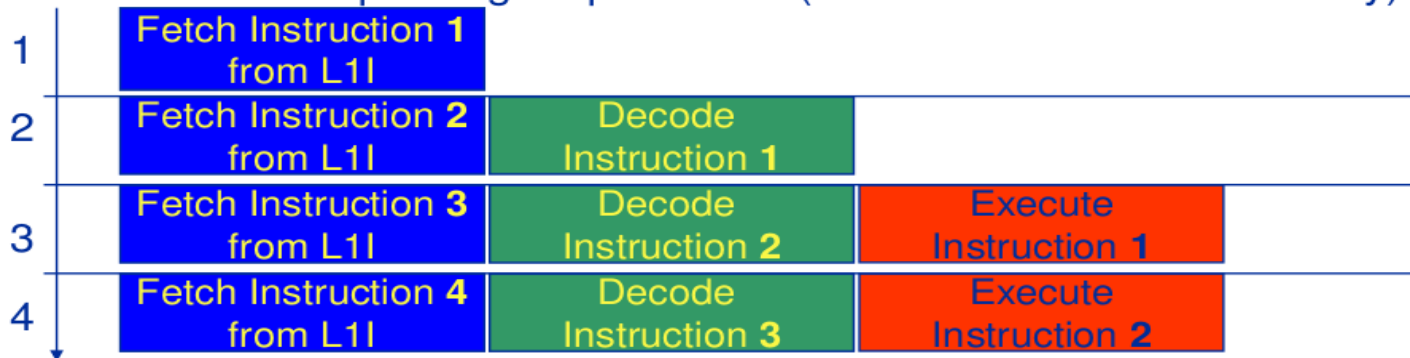 1
Fetch Instruction 1
from L1I
2
Fetch Instruction 2
from L1I
Decode
Instruction 1
3
Fetch Instruction 3
from L1I
Decode
Instruction 2
Execute
Instruction 1
4
Fetch Instruction 4
from L1I
Decode
Instruction 3
Execute
Instruction 2